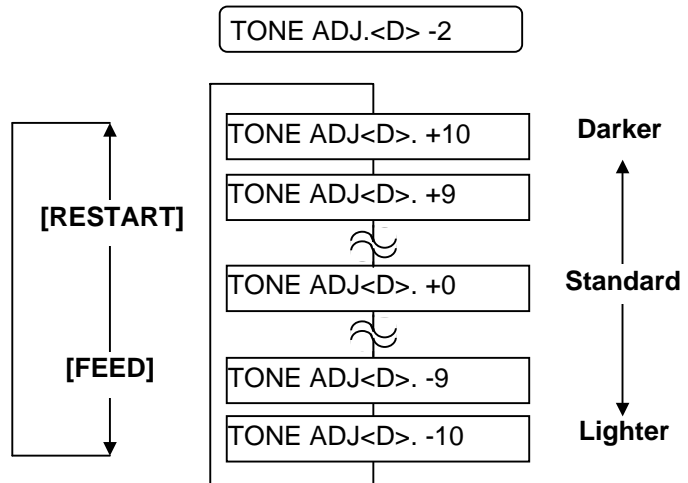 TONE ADJ.<D> -2
TONE ADJ<D>. +10
Darker
TONE ADJ<D>. +9
[RESTART]
TONE ADJ<D>. +0
Standard
[FEED]
TONE ADJ<D>. -9
TONE ADJ<D>. -10
Lighter